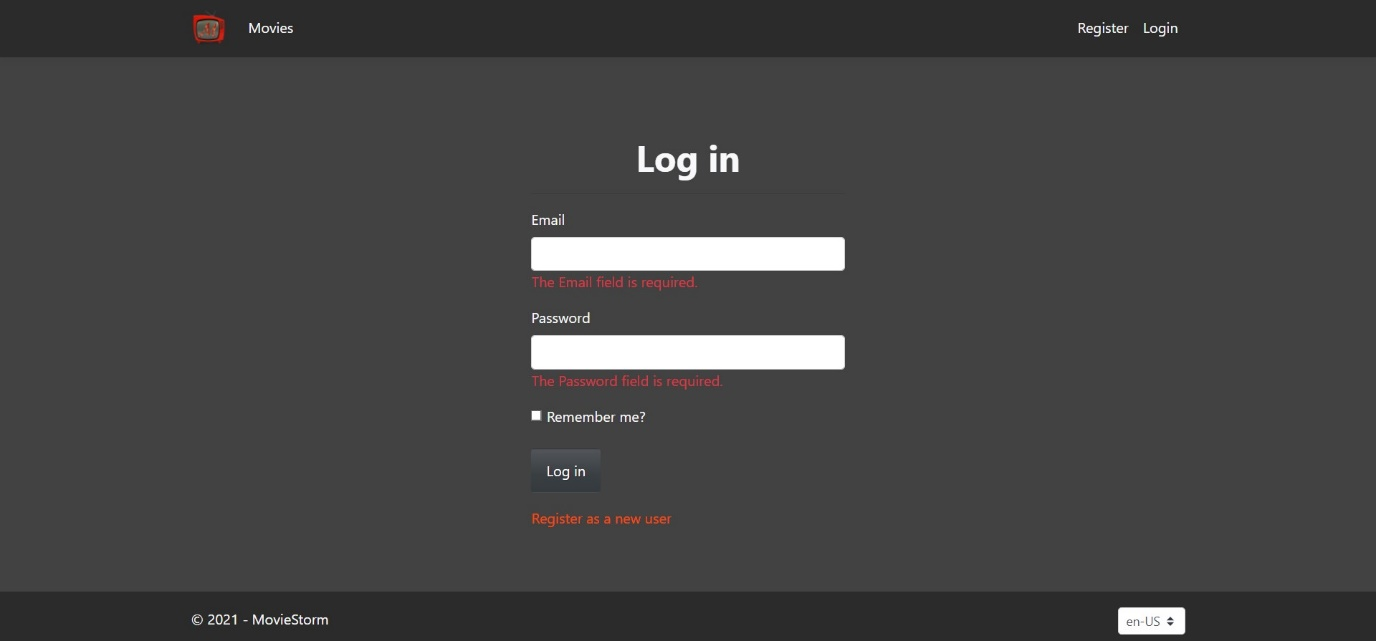 Movies
Register Login
Log in
Email
The Email field is required.
Password
The Password field is required.
Remember me?
Log in
Register as a new user
© 2021 - MovieStorm
en-US